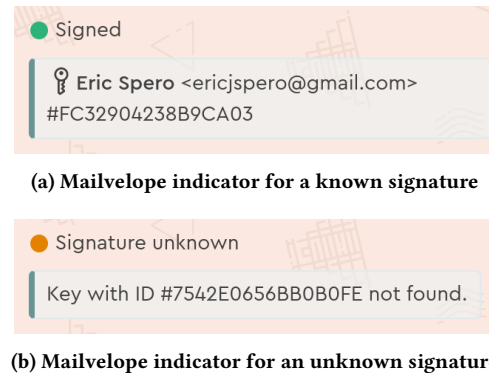 Signed
Eric Spero <ericjspero@gmail.com>
#FC32904238B9CA03
(a) Mailvelope indicator for a known signature
Signature unknown
Key with ID #7542E0656BB0B0FE not found.
(b) Mailvelope indicator for an unknown signatur